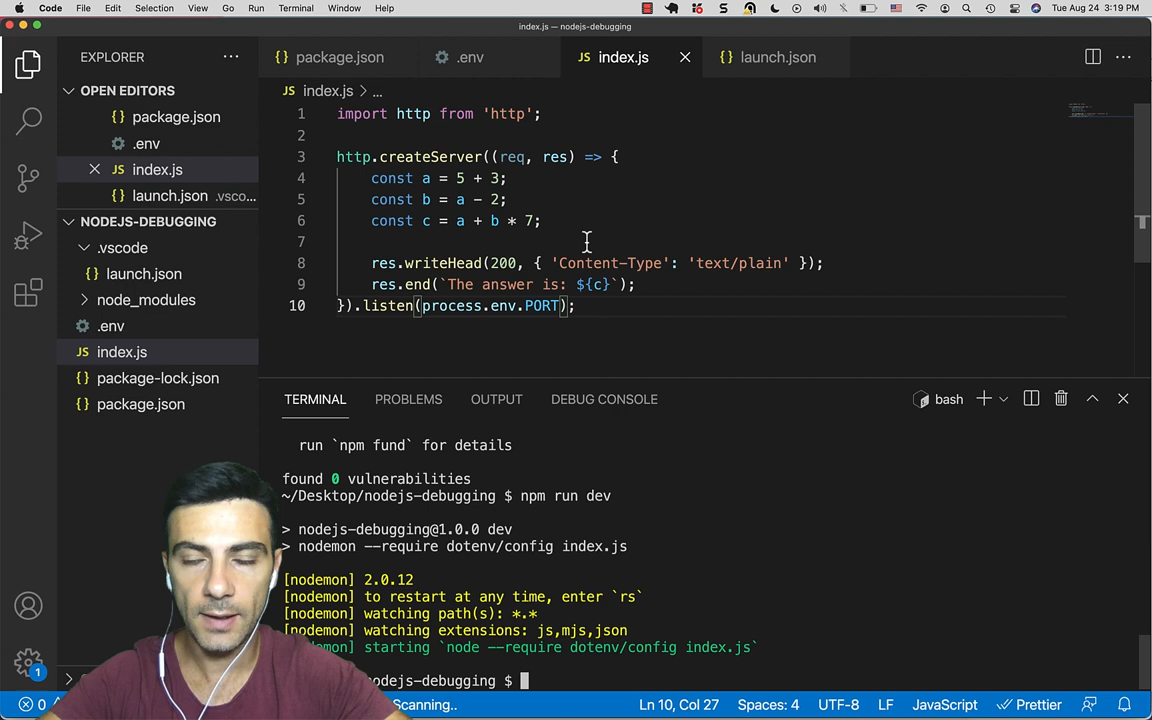 Code File Edit Selection View Go Run Terminal Window Help Tue Aug 24 3:19 PM
index.js — nodejs-debugging
EXPLORER
{} package.json .env JS index.js {} launch.json
OPEN EDITORS
{} package.json
.env
JS index.js
{} launch.json .vsco...
NODEJS-DEBUGGING
.vscode
{} launch.json
node_modules
.env
JS index.js
{} package-lock.json
{} package.json
JS index.js > ...
1 import http from 'http';
2
3 http.createServer((req, res) => {
4 const a = 5 + 3;
5 const b = a - 2;
6 const c = a + b * 7;
7
8 res.writeHead(200, { 'Content-Type': 'text/plain' });
9 res.end(`The answer is: ${c}`);
10 }).listen(process.env.PORT);
TERMINAL PROBLEMS OUTPUT DEBUG CONSOLE bash
run `npm fund` for details
found 0 vulnerabilities
~/Desktop/nodejs-debugging $ npm run dev
> nodejs-debugging@1.0.0 dev
> nodemon --require dotenv/config index.js
[nodemon] 2.0.12
[nodemon] to restart at any time, enter `rs`
[nodemon] watching path(s): *.*
[nodemon] watching extensions: js,mjs,json
demon] starting `node --require dotenv/config index.js`
nodejs-debugging $
1
0 Scanning.. Ln 10, Col 27 Spaces: 4 UTF-8 LF JavaScript Prettier